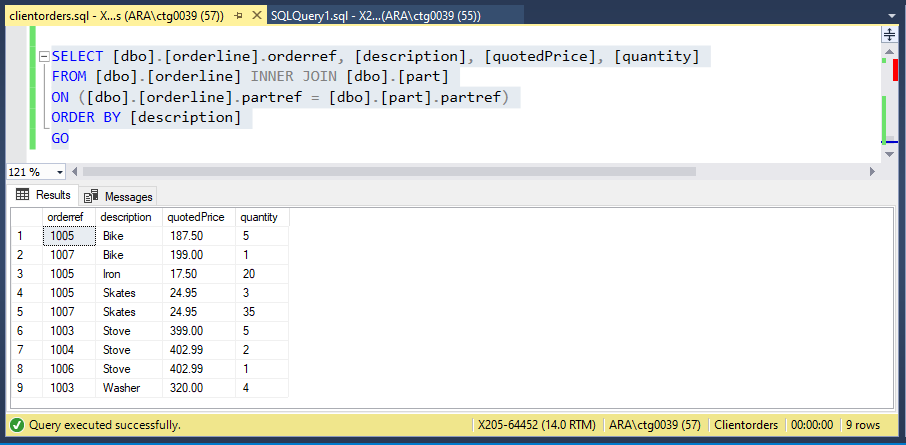 clientorders.sql - X...s (ARA\ctg0039 (57)) SQLQuery1.sql - X2...(ARA\ctg0039 (55))
SELECT [dbo].[orderline].orderref, [description], [quotedPrice], [quantity]
FROM [dbo].[orderline] INNER JOIN [dbo].[part]
ON ([dbo].[orderline].partref = [dbo].[part].partref)
ORDER BY [description]
GO
121 %
Results Messages
orderref description quotedPrice quantity
1 1005 Bike 187.50 5
2 1007 Bike 199.00 1
3 1005 Iron 17.50 20
4 1005 Skates 24.95 3
5 1007 Skates 24.95 35
6 1003 Stove 399.00 5
7 1004 Stove 402.99 2
8 1006 Stove 402.99 1
9 1003 Washer 320.00 4
Query executed successfully. X205-64452 (14.0 RTM) ARA\ctg0039 (57) Clientorders 00:00:00 9 rows